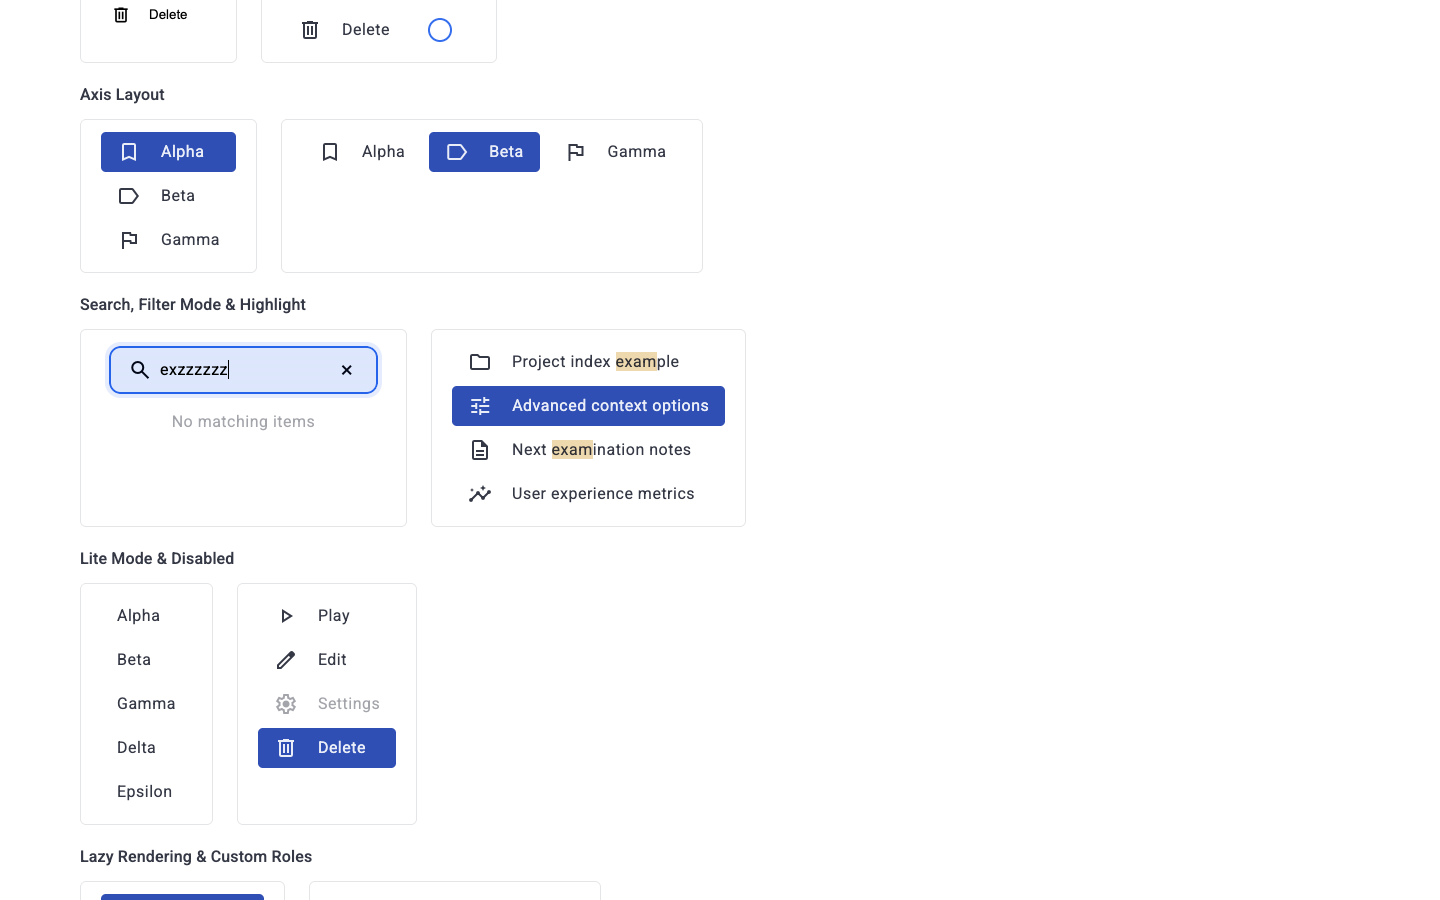 Delete
Delete
Axis Layout
Alpha
Beta
Gamma
Alpha
Beta
Gamma
Search, Filter Mode & Highlight
exzzzzzz
No matching items
Project index example
Advanced context options
Next examination notes
User experience metrics
Lite Mode & Disabled
Alpha
Beta
Gamma
Delta
Epsilon
Play
Edit
Settings
Delete
Lazy Rendering & Custom Roles